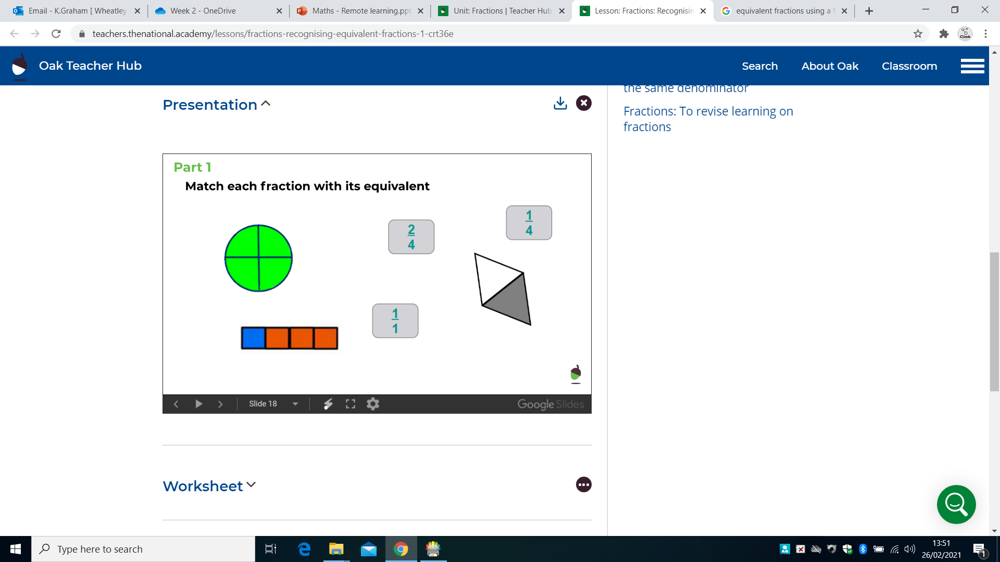 Email - K.Graham [ Wheatley
Week 2 - OneDrive
Maths - Remote learning.ppt
Unit: Fractions | Teacher Hub
Lesson: Fractions: Recognisin
equivalent fractions using a f
teachers.thenational.academy/lessons/fractions-recognising-equivalent-fractions-1-crt36e
Climb
Oak Teacher Hub
Search
About Oak
Classroom
the same denominator
Fractions: To revise learning on
fractions
Presentation
Part 1
Match each fraction with its equivalent
1
4
2
4
1
1
Slide 18
Google Slides
Worksheet
Type here to search
13:51
26/02/2021
1